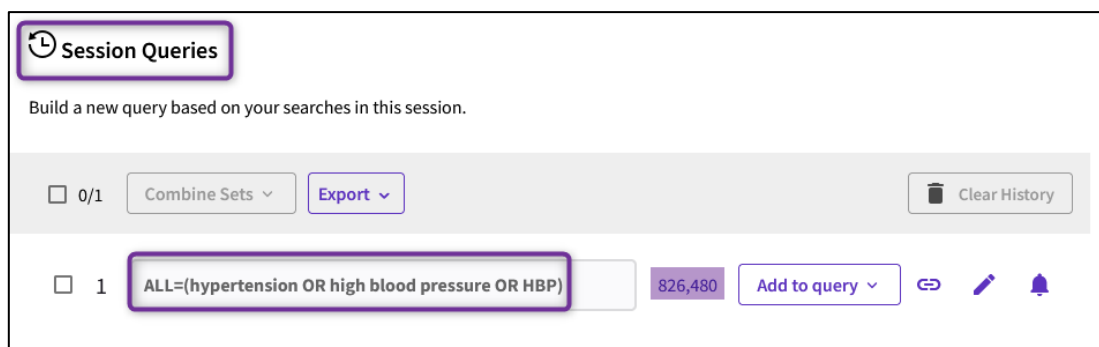 Session Queries
Build a new query based on your searches in this session.
0/1 Combine Sets Export Clear History
1 ALL=(hypertension OR high blood pressure OR HBP) 826,480 Add to query